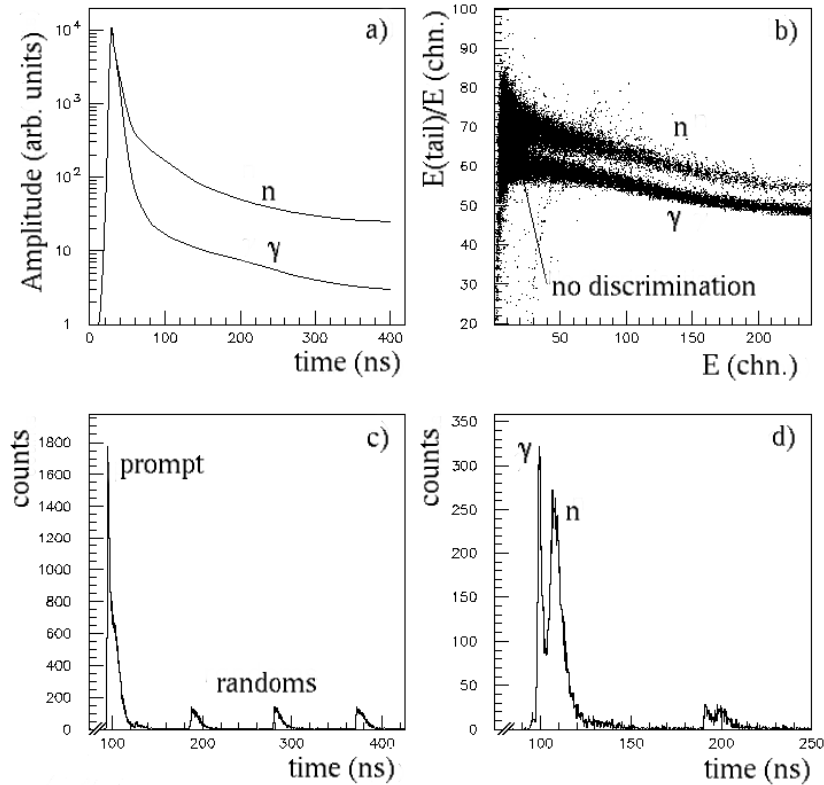 a)
Amplitude (arb. units)
10⁴
10³
10²
10
1
n
γ
0 100 200 300 400
time (ns)
b)
E(tail)/E (chn.)
100
90
80
70
60
50
40
30
20
n
γ
no discrimination
50 100 150 200
E (chn.)
c)
counts
1800
1600
1400
1200
1000
800
600
400
200
0
prompt
randoms
100 200 300 400
time (ns)
d)
counts
350
300
250
200
150
100
50
0
γ
n
100 150 200 250
time (ns)